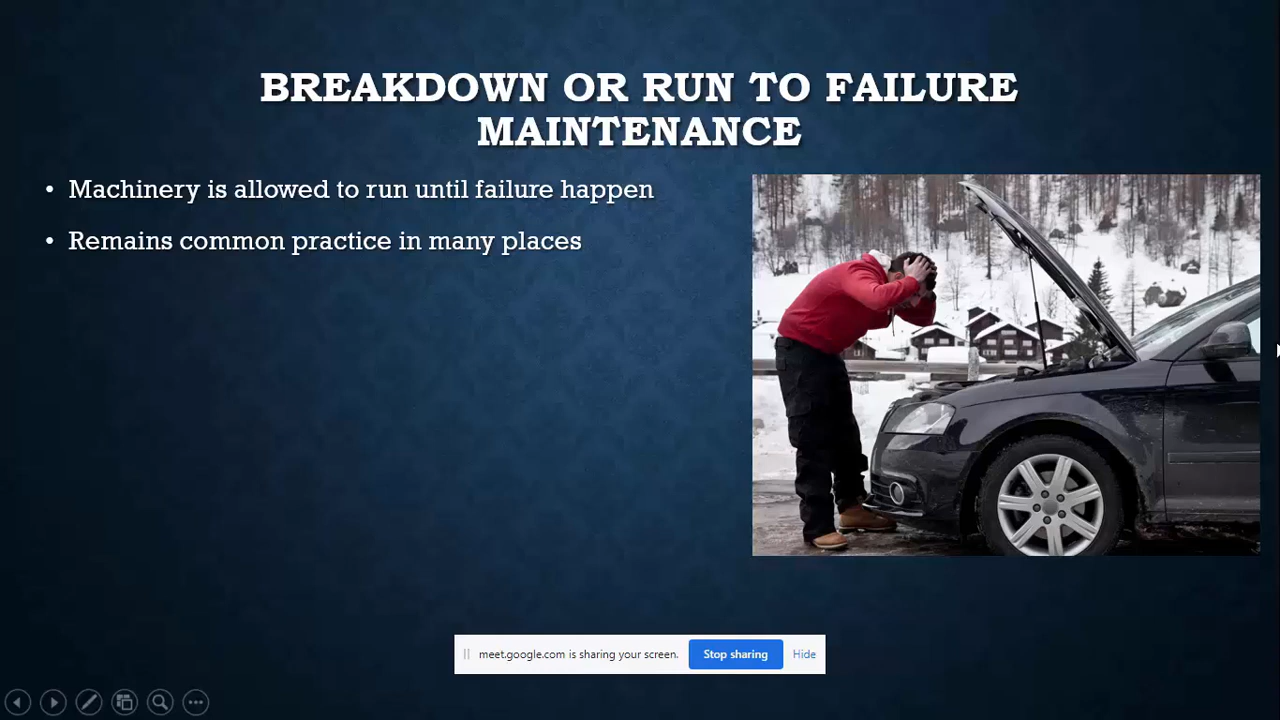 BREAKDOWN OR RUN TO FAILURE
MAINTENANCE
• Machinery is allowed to run until failure happen
• Remains common practice in many places
meet.google.com is sharing your screen. Stop sharing Hide